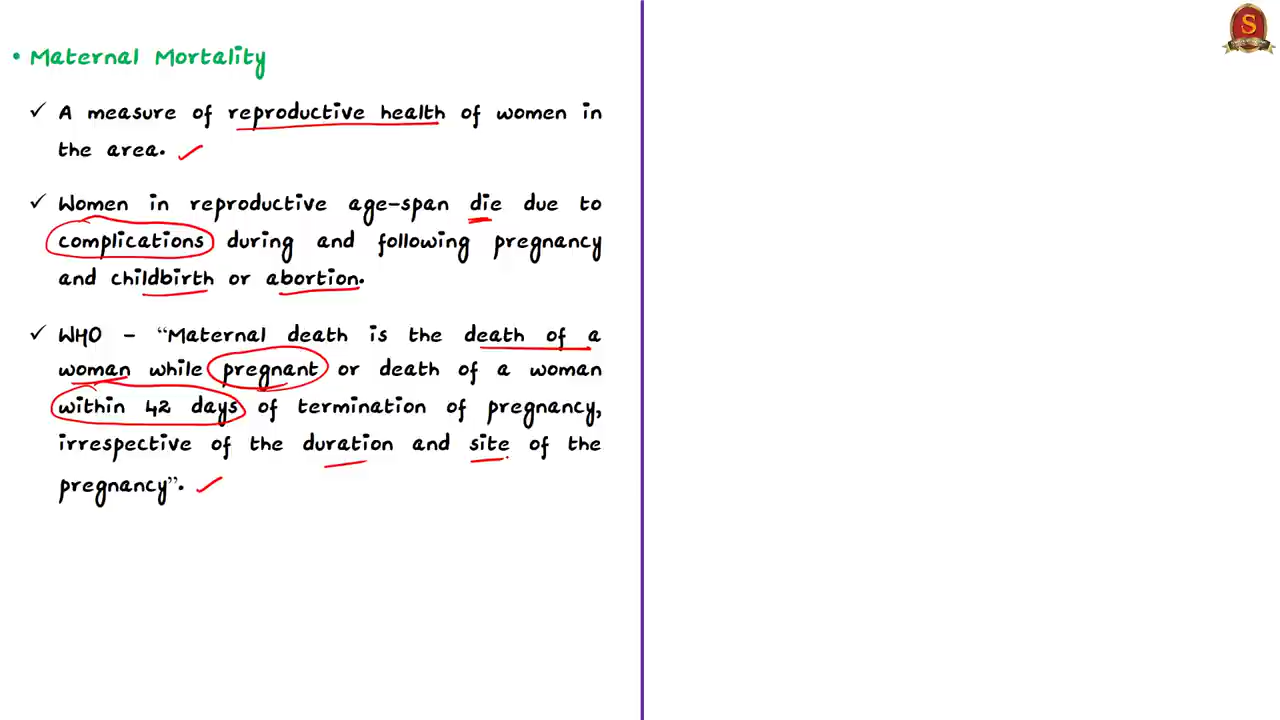 • Maternal Mortality
✓ A measure of reproductive health of women in
the area.
✓ Women in reproductive age-span die due to
complications during and following pregnancy
and childbirth or abortion.
✓ WHO – “Maternal death is the death of a
woman while pregnant or death of a woman
within 42 days of termination of pregnancy,
irrespective of the duration and site of the
pregnancy”.
S